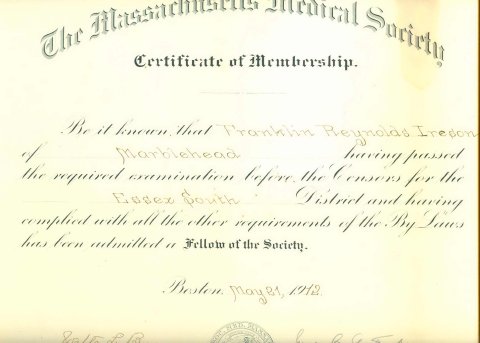 The Massachusetts Medical Society
Certificate of Membership.
Be it known, that Franklin Reynolds Ireson
of Marblehead having passed
the required examination before the Censors for the
Essex South District and having
complied with all the other requirements of the By Laws
has been admitted a Fellow of the Society.
Boston, May 21, 1912.